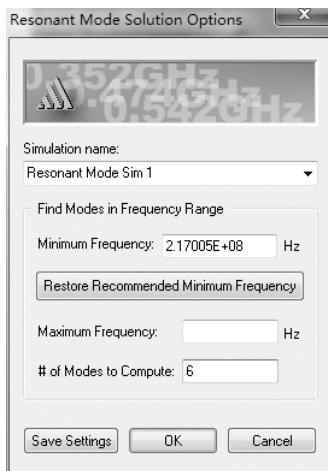 Resonant Mode Solution Options
x
0.352GHz
0.474GHz
0.542GHz
Simulation name:
Resonant Mode Sim 1
Find Modes in Frequency Range
Minimum Frequency: 2.17005E+08 Hz
Restore Recommended Minimum Frequency
Maximum Frequency: Hz
# of Modes to Compute: 6
Save Settings OK Cancel